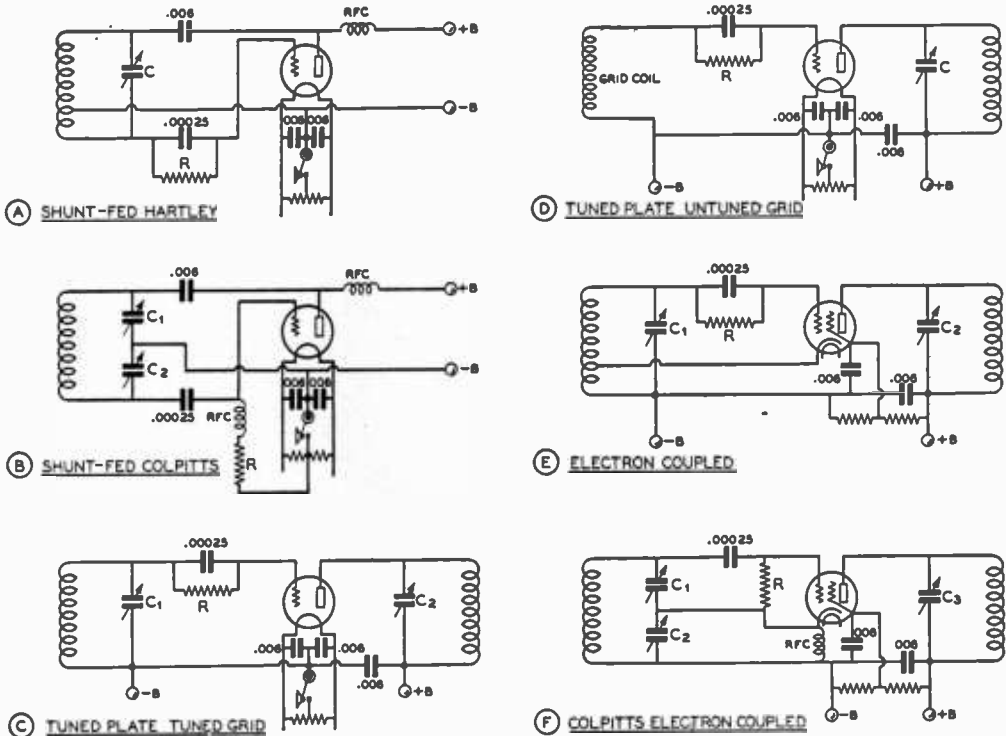 .006
RFC
+B
C
-B
.00025
R
.006 .006
A SHUNT-FED HARTLEY
.006
RFC
+B
C1
C2
-B
.006 .006
.00025
RFC
R
B SHUNT-FED COLPITTS
.00025
R
C1
C2
.006 .006
.006
-B
+B
C TUNED PLATE TUNED GRID
.00025
R
GRID COIL
C
.006 .006
.006
-B
+B
D TUNED PLATE UNTUNED GRID
.00025
R
C1
C2
.006
.006
-B
+B
E ELECTRON COUPLED
.00025
R
C1
C2
C3
RFC
.006
006
-B
+B
F COLPITTS ELECTRON COUPLED